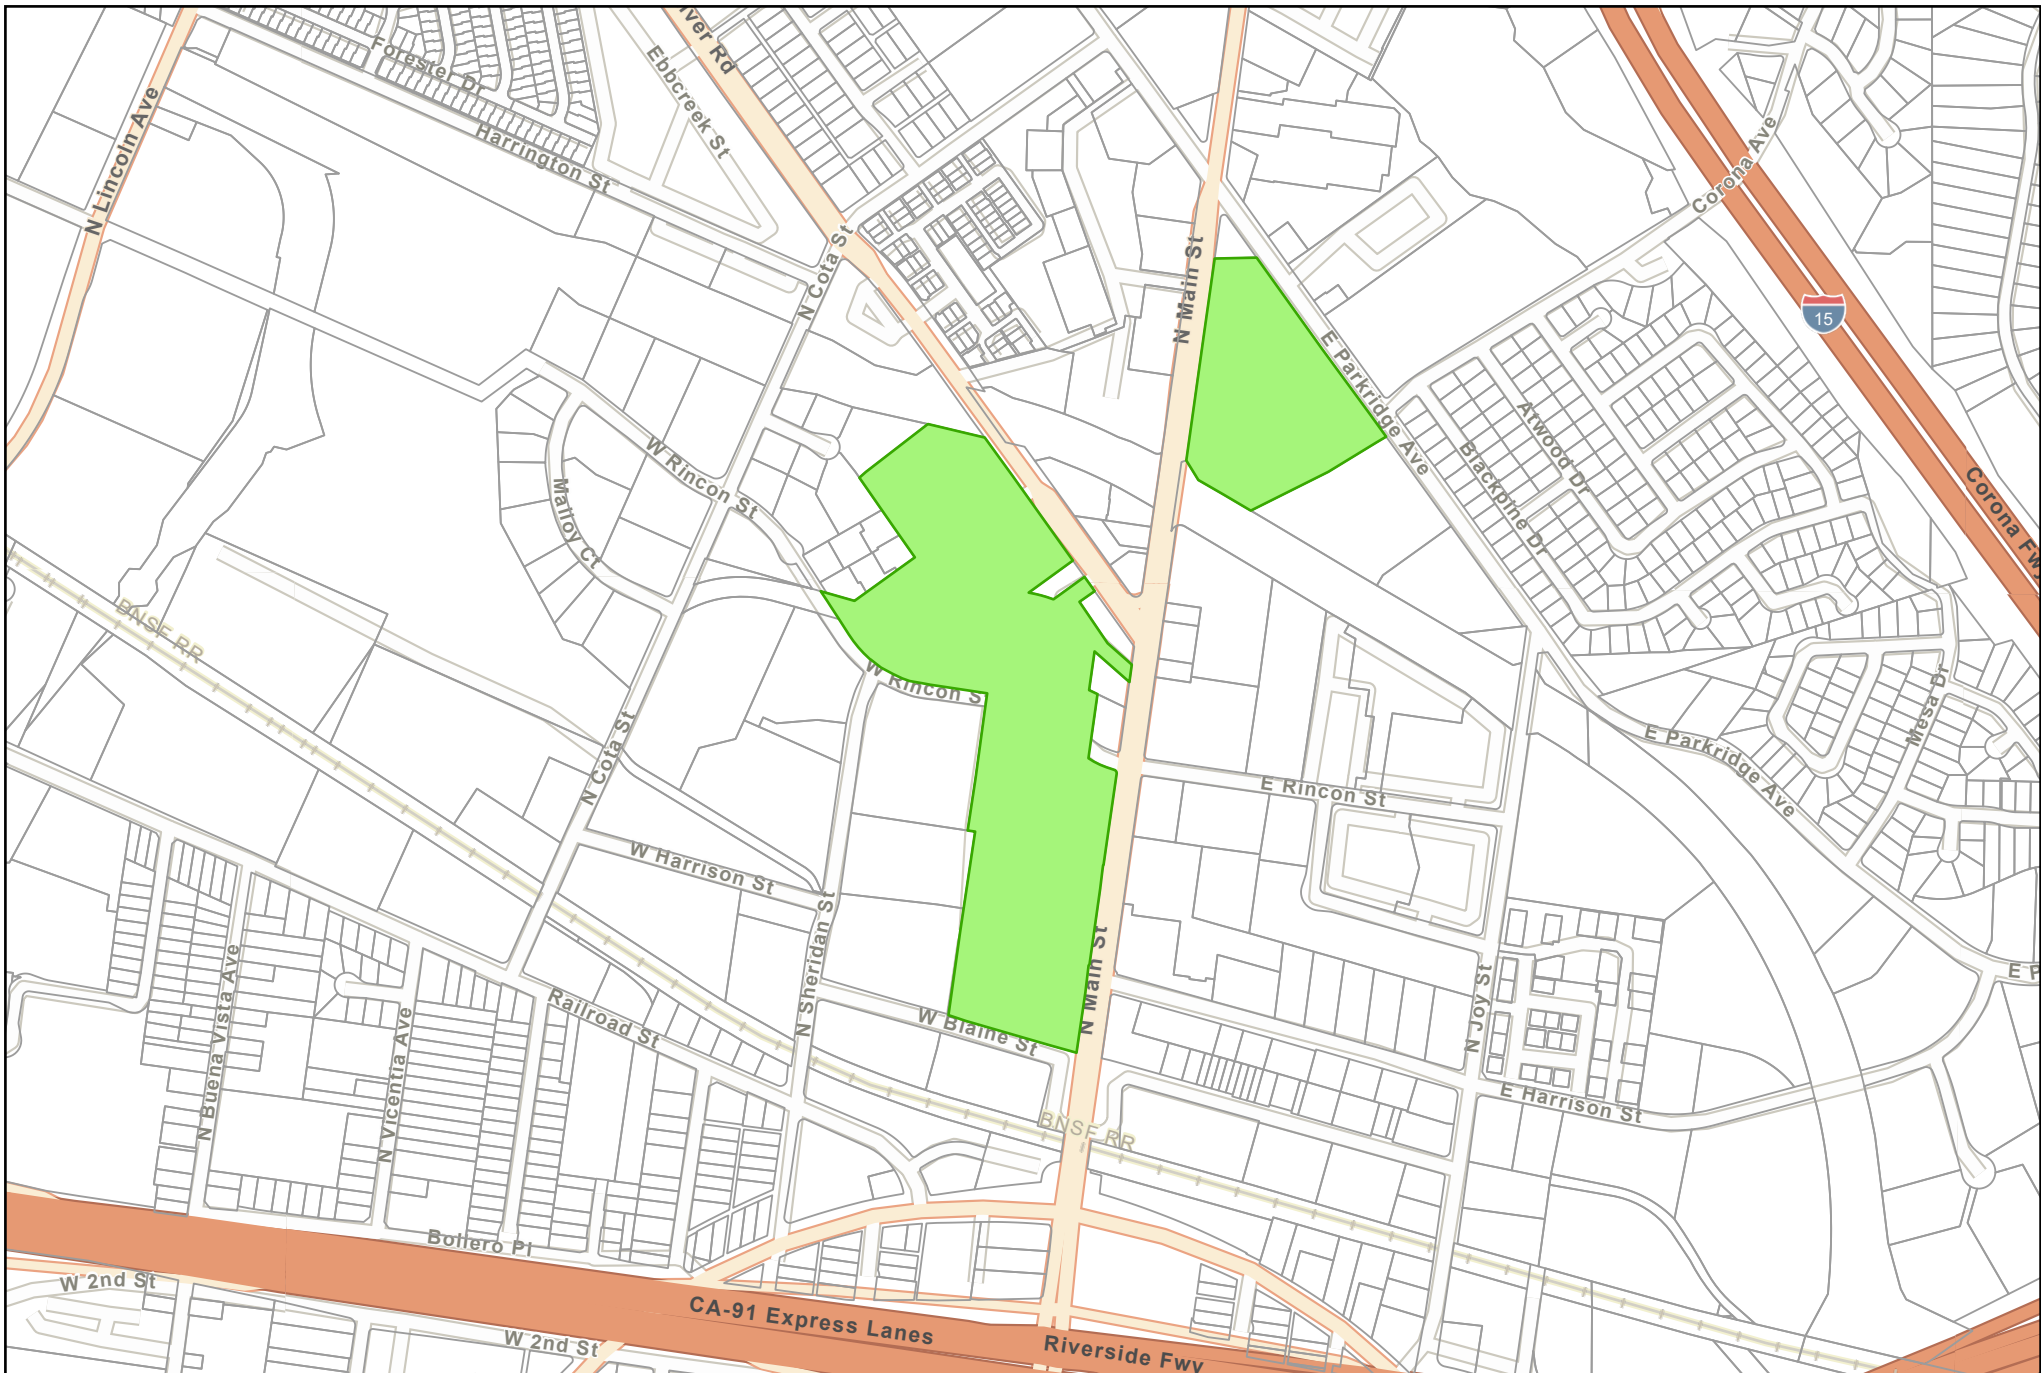 Forester Dr
iver Rd
Ebbcreek St
N Lincoln Ave
Harrington St
Corona Ave
N Cota St
N Main St
15
E Parkridge Ave
Atwood Dr
Blackpine Dr
W Rincon St
Malloy Ct
Corona Fwy
BNSF RR
W Rincon S
Mesa Dr
N Cota St
E Parkridge Ave
E Rincon St
W Harrison St
N Sheridan St
N Main St
N Buena Vista Ave
E P
N Joy St
Railroad St
N Vicentia Ave
W Blaine St
E Harrison St
BNSF RR
Bollero Pl
W 2nd St
CA-91 Express Lanes
W 2nd St
Riverside Fwy